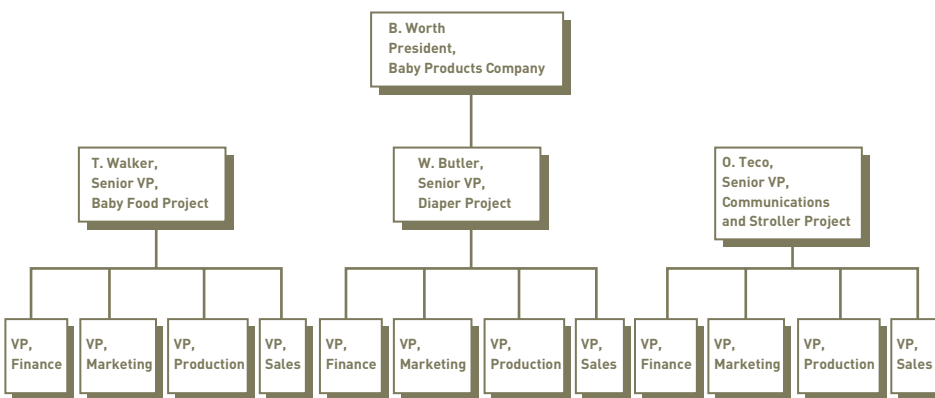 B. Worth
President,
Baby Products Company
T. Walker,
Senior VP,
Baby Food Project
W. Butler,
Senior VP,
Diaper Project
O. Teco,
Senior VP,
Communications
and Stroller Project
VP,
Finance
VP,
Marketing
VP,
Production
VP,
Sales
VP,
Finance
VP,
Marketing
VP,
Production
VP,
Sales
VP,
Finance
VP,
Marketing
VP,
Production
VP,
Sales